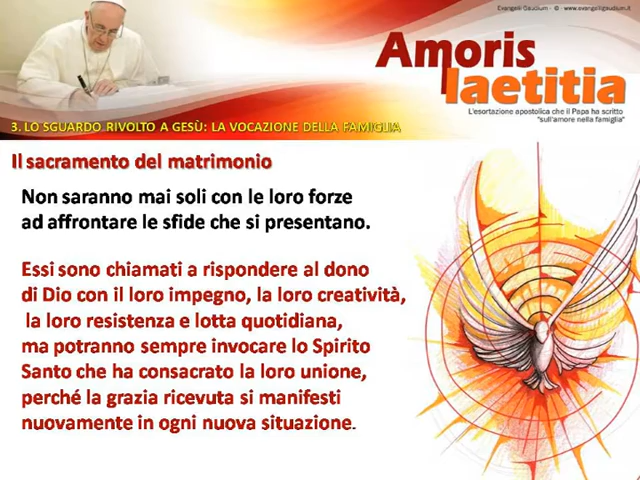 Evangelii Gaudium - © - www.evangeliigaudium.it
Amoris
laetitia
L'esortazione apostolica che il Papa ha scritto
"sull'amore nella famiglia"
3. LO SGUARDO RIVOLTO A GESÙ: LA VOCAZIONE DELLA FAMIGLIA
Il sacramento del matrimonio
Non saranno mai soli con le loro forze
ad affrontare le sfide che si presentano.
Essi sono chiamati a rispondere al dono
di Dio con il loro impegno, la loro creatività,
la loro resistenza e lotta quotidiana,
ma potranno sempre invocare lo Spirito
Santo che ha consacrato la loro unione,
perché la grazia ricevuta si manifesti
nuovamente in ogni nuova situazione.